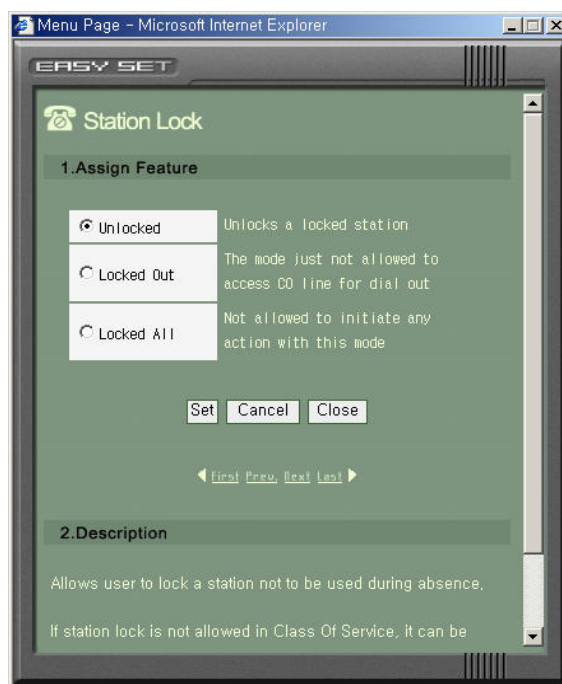 Menu Page - Microsoft Internet Explorer
EASY SET
Station Lock
1.Assign Feature
Unlocked
Unlocks a locked station
Locked Out
The mode just not allowed to
access CO line for dial out
Locked All
Not allowed to initiate any
action with this mode
Set Cancel Close
First Prev. Next Last
2.Description
Allows user to lock a station not to be used during absence,
If station lock is not allowed in Class Of Service, it can be